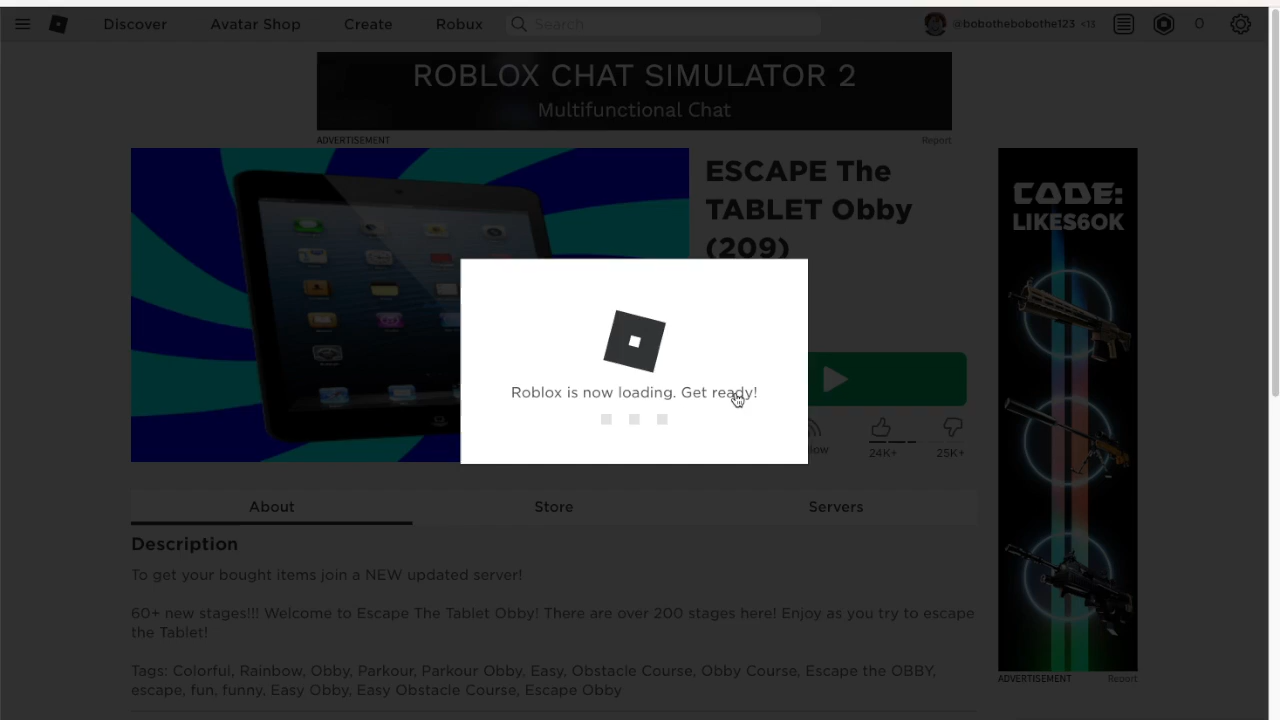 Discover
Avatar Shop
Create
Robux
Search
@bobothebobothe123 <13
0
ROBLOX CHAT SIMULATOR 2
Multifunctional Chat
ADVERTISEMENT
Report
ESCAPE The
TABLET Obby
(209)
CODE:
LIKES60K
Roblox is now loading. Get ready!
24K+
25K+
About
Store
Servers
Description
To get your bought items join a NEW updated server!
60+ new stages!!! Welcome to Escape The Tablet Obby! There are over 200 stages here! Enjoy as you try to escape
the Tablet!
Tags: Colorful, Rainbow, Obby, Parkour, Parkour Obby, Easy, Obstacle Course, Obby Course, Escape the OBBY,
escape, fun, funny, Easy Obby, Easy Obstacle Course, Escape Obby
ADVERTISEMENT
Report